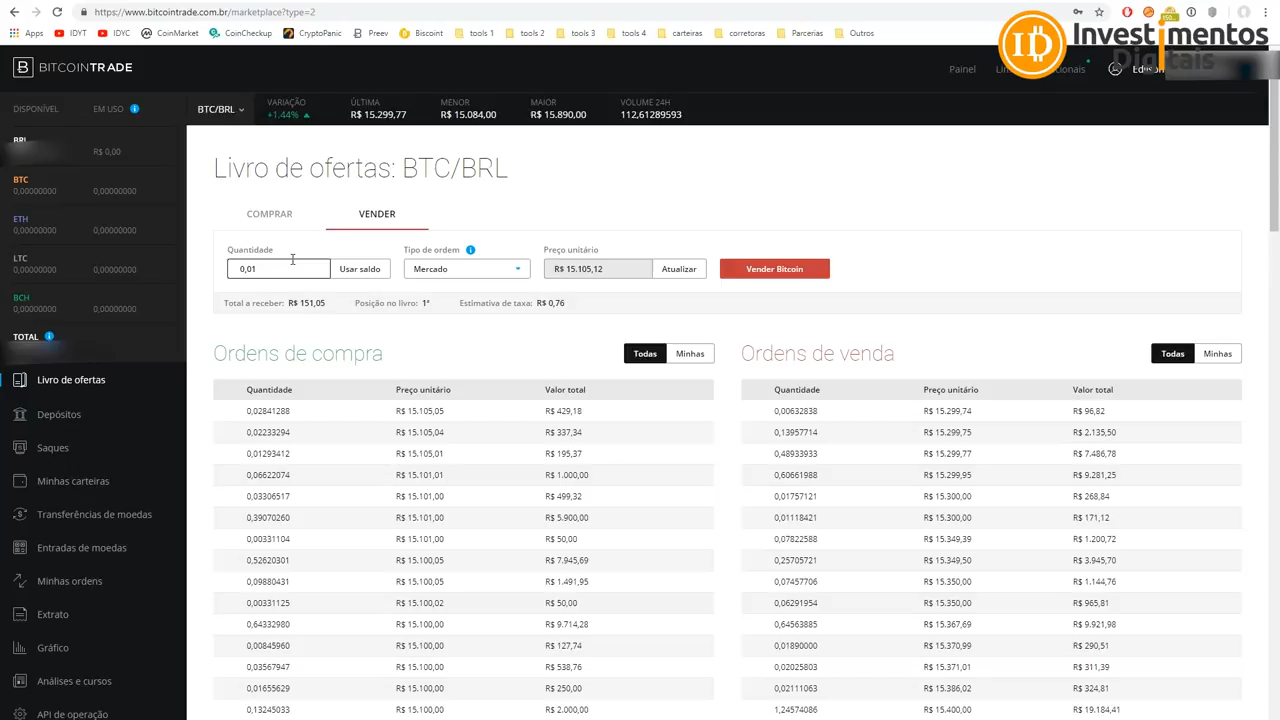 https://www.bitcointrade.com.br/marketplace?type=2
Apps IDYT IDYC CoinMarket CoinCheckup CryptoPanic Preev Biscoint tools 1 tools 2 tools 3 tools 4 carteiras corretoras Parcerias Outros
Investimentos
Digitais
BITCOINTRADE
Painel
DISPONÍVEL EM USO
BTC/BRL
VARIAÇÃO
+1.44%
ÚLTIMA
R$ 15.299,77
MENOR
R$ 15.084,00
MAIOR
R$ 15.890,00
VOLUME 24H
112,61289593
BRL
R$ 0,00
BTC
0,00000000 0,00000000
ETH
0,00000000 0,00000000
LTC
0,00000000 0,00000000
BCH
0,00000000 0,00000000
TOTAL
Livro de ofertas
Depósitos
Saques
Minhas carteiras
Transferências de moedas
Entradas de moedas
Minhas ordens
Extrato
Gráfico
Análises e cursos
API de operação
Livro de ofertas: BTC/BRL
COMPRAR VENDER
Quantidade Tipo de ordem Preço unitário
0,01 Usar saldo Mercado R$ 15.105,12 Atualizar Vender Bitcoin
Total a receber: R$ 151,05 Posição no livro: 1ª Estimativa de taxa: R$ 0,76
Ordens de compra Todas Minhas
Quantidade Preço unitário Valor total
0,02841288 R$ 15.105,05 R$ 429,18
0,02233294 R$ 15.105,04 R$ 337,34
0,01293412 R$ 15.105,01 R$ 195,37
0,06622074 R$ 15.101,01 R$ 1.000,00
0,03306517 R$ 15.101,00 R$ 499,32
0,39070260 R$ 15.101,00 R$ 5.900,00
0,00331104 R$ 15.101,00 R$ 50,00
0,52620301 R$ 15.100,05 R$ 7.945,69
0,09880431 R$ 15.100,05 R$ 1.491,95
0,00331125 R$ 15.100,02 R$ 50,00
0,64332980 R$ 15.100,00 R$ 9.714,28
0,00845960 R$ 15.100,00 R$ 127,74
0,03567947 R$ 15.100,00 R$ 538,76
0,01655629 R$ 15.100,00 R$ 250,00
0,13245033 R$ 15.100,00 R$ 2.000,00
Ordens de venda Todas Minhas
Quantidade Preço unitário Valor total
0,00632838 R$ 15.299,74 R$ 96,82
0,13957714 R$ 15.299,75 R$ 2.135,50
0,48933933 R$ 15.299,77 R$ 7.486,78
0,60661988 R$ 15.299,95 R$ 9.281,25
0,01757121 R$ 15.300,00 R$ 268,84
0,01118421 R$ 15.300,00 R$ 171,12
0,07822588 R$ 15.349,39 R$ 1.200,72
0,25705721 R$ 15.349,50 R$ 3.945,70
0,07457706 R$ 15.350,00 R$ 1.144,76
0,06291954 R$ 15.350,00 R$ 965,81
0,64563885 R$ 15.367,69 R$ 9.921,98
0,01890000 R$ 15.370,99 R$ 290,51
0,02025803 R$ 15.371,01 R$ 311,39
0,02111063 R$ 15.386,02 R$ 324,81
1,24574086 R$ 15.400,00 R$ 19.184,41